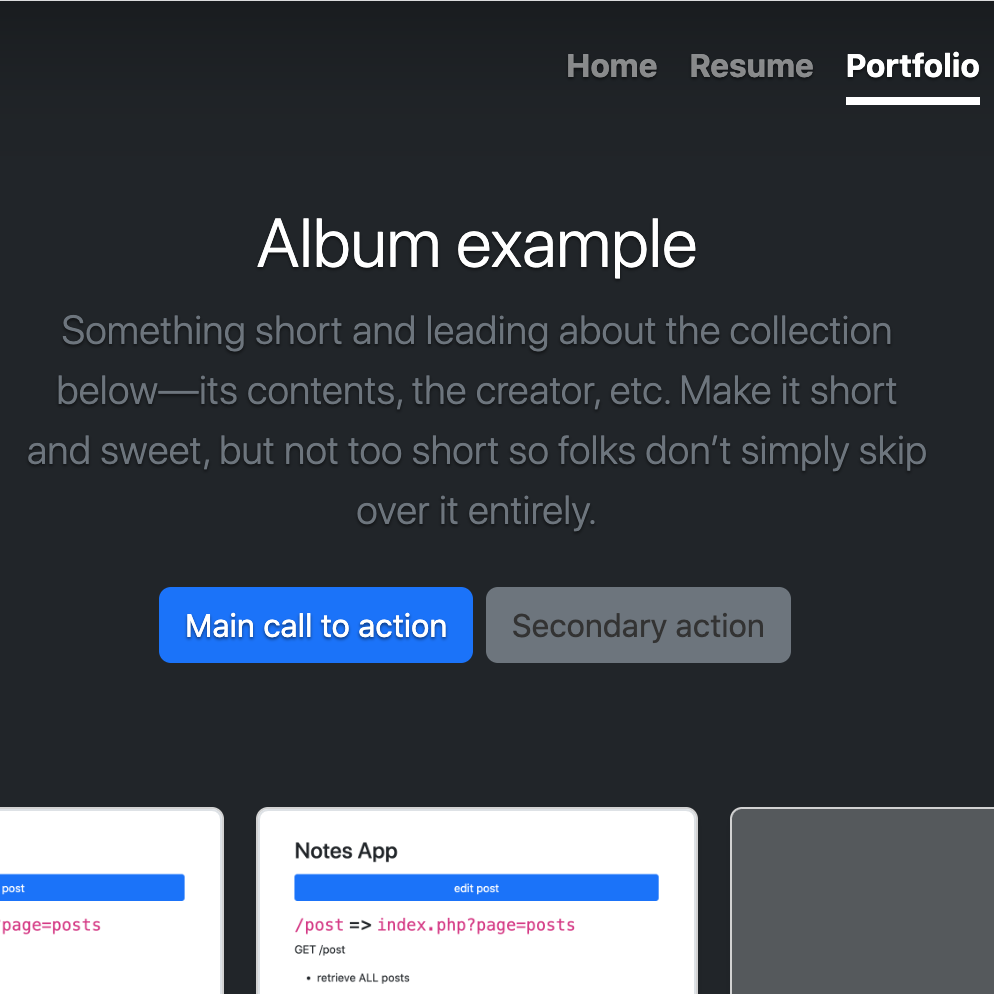 Home Resume Portfolio
Album example
Something short and leading about the collection
below—its contents, the creator, etc. Make it short
and sweet, but not too short so folks don’t simply skip
over it entirely.
Main call to action Secondary action
post
?page=posts
Notes App
edit post
/post => index.php?page=posts
GET /post
• retrieve ALL posts